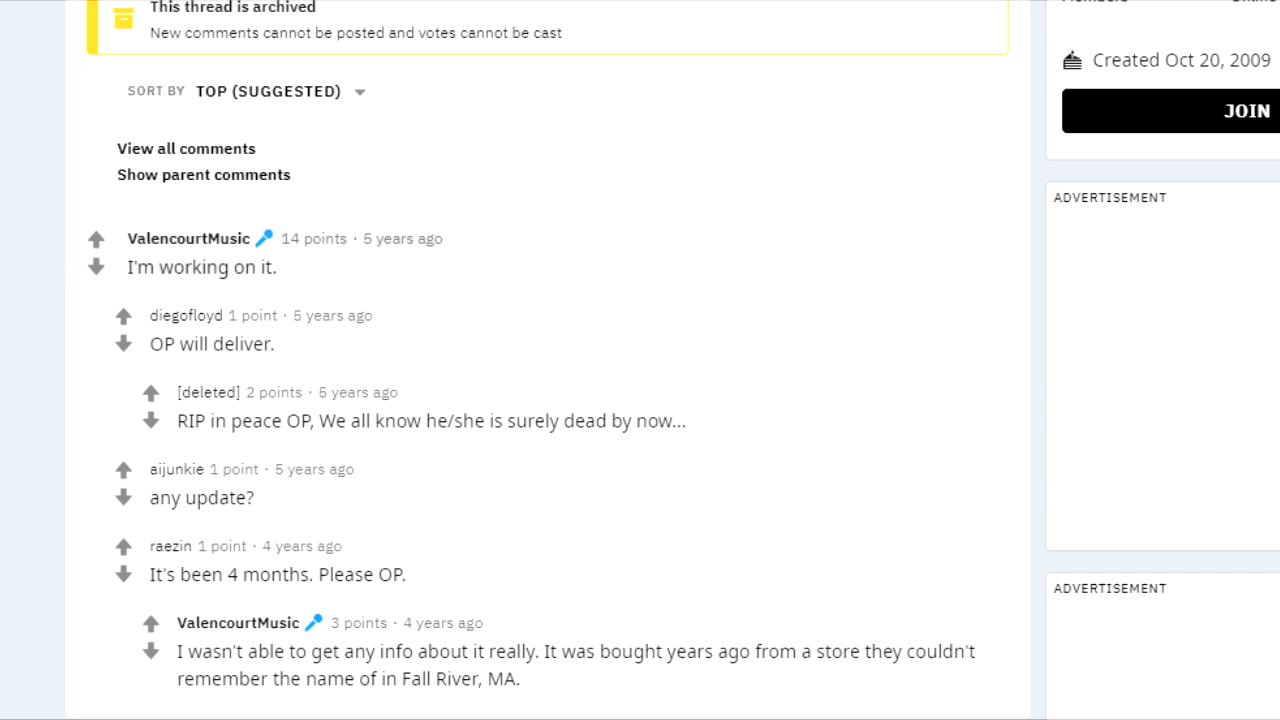 This thread is archived
New comments cannot be posted and votes cannot be cast
SORT BY TOP (SUGGESTED)
View all comments
Show parent comments
ValencourtMusic 14 points · 5 years ago
I'm working on it.
diegofloyd 1 point · 5 years ago
OP will deliver.
[deleted] 2 points · 5 years ago
RIP in peace OP, We all know he/she is surely dead by now...
aijunkie 1 point · 5 years ago
any update?
raezin 1 point · 4 years ago
It's been 4 months. Please OP.
ValencourtMusic 3 points · 4 years ago
I wasn't able to get any info about it really. It was bought years ago from a store they couldn't
remember the name of in Fall River, MA.
Created Oct 20, 2009
JOIN
ADVERTISEMENT
ADVERTISEMENT